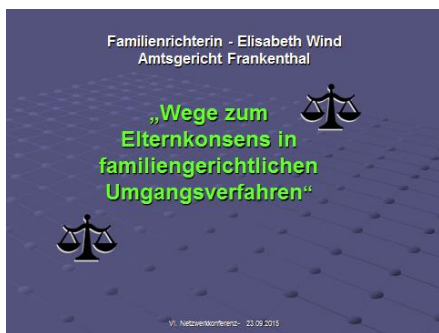 Familienrichterin - Elisabeth Wind
Amtsgericht Frankenthal
„Wege zum
Elternkonsens in
familiengerichtlichen
Umgangsverfahren“
VI. Netzwerkkonferenz- 23.09.2015